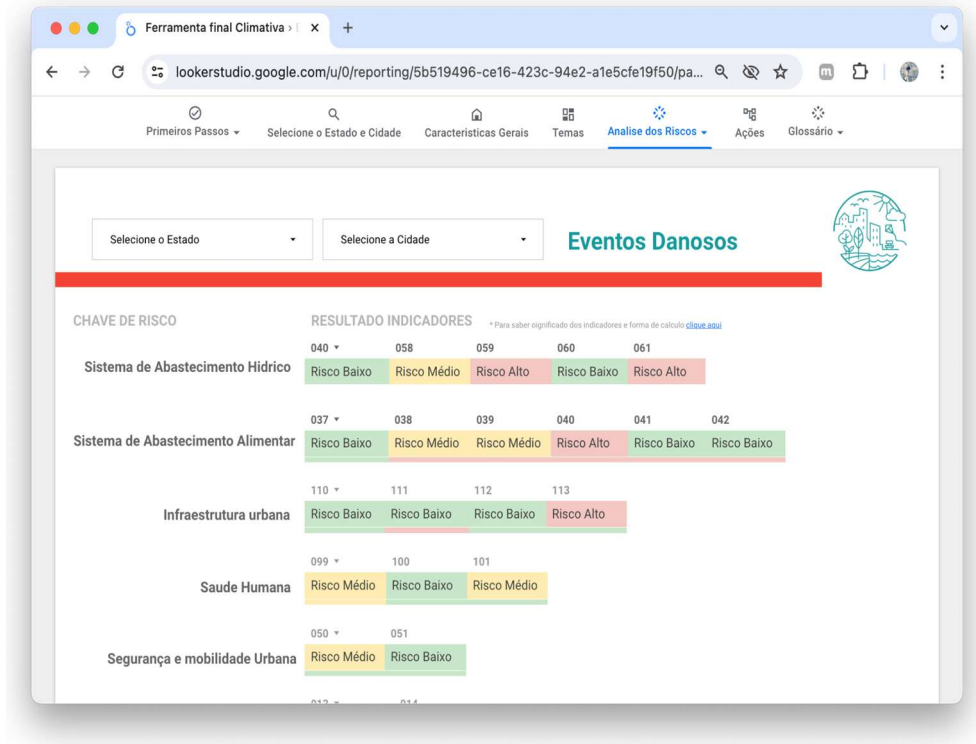 Ferramenta final Climativa ›
lookerstudio.google.com/u/0/reporting/5b519496-ce16-423c-94e2-a1e5cfe19f50/pa...
m
Primeiros Passos
Selecione o Estado e Cidade
Caracteristicas Gerais
Temas
Analise dos Riscos
Ações
Glossário
Selecione o Estado
Selecione a Cidade
Eventos Danosos
CHAVE DE RISCO
RESULTADO INDICADORES
* Para saber oignificado dos indicadores e forma de calculo clique aqui
040 058 059 060 061
Sistema de Abastecimento Hidrico
Risco Baixo Risco Médio Risco Alto Risco Baixo Risco Alto
037 038 039 040 041 042
Sistema de Abastecimento Alimentar
Risco Baixo Risco Médio Risco Médio Risco Alto Risco Baixo Risco Baixo
110 111 112 113
Infraestrutura urbana
Risco Baixo Risco Baixo Risco Baixo Risco Alto
099 100 101
Saude Humana
Risco Médio Risco Baixo Risco Médio
050 051
Segurança e mobilidade Urbana
Risco Médio Risco Baixo